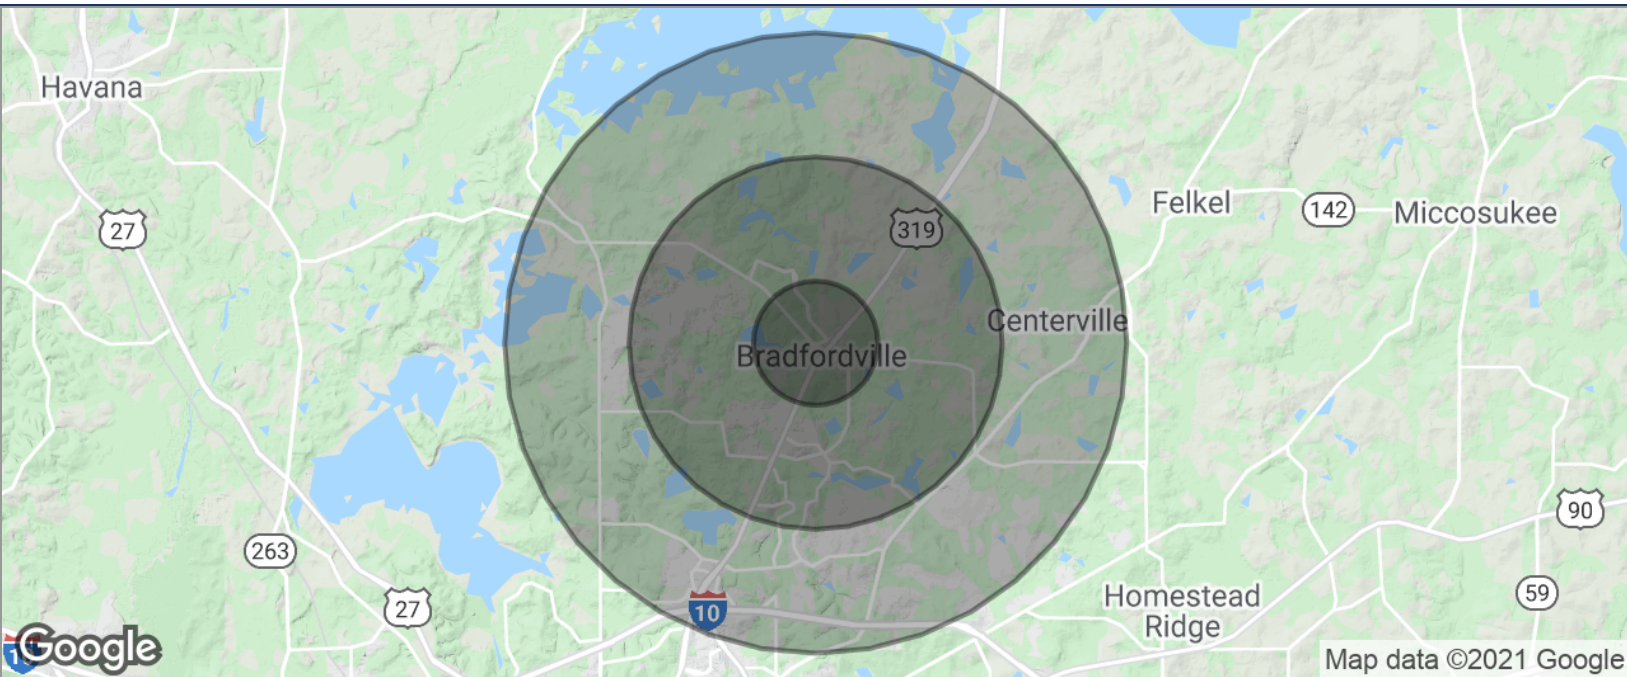 Havana
27
319
Felkel
142
Miccosukee
Centerville
Bradfordville
90
263
27
10
Homestead
Ridge
59
Google
Map data ©2021 Google